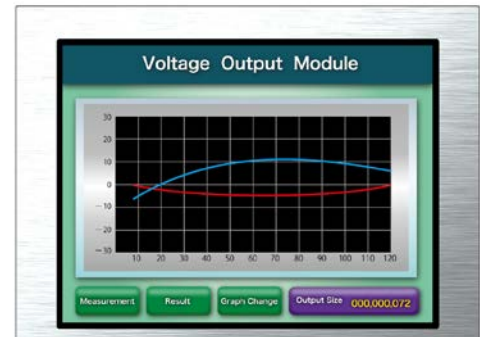 Voltage Output Module
30
20
10
0
-10
-20
-30
10 20 30 40 50 60 70 80 90 100 110 120
Measurement Result Graph Change Output Size 000,000,072